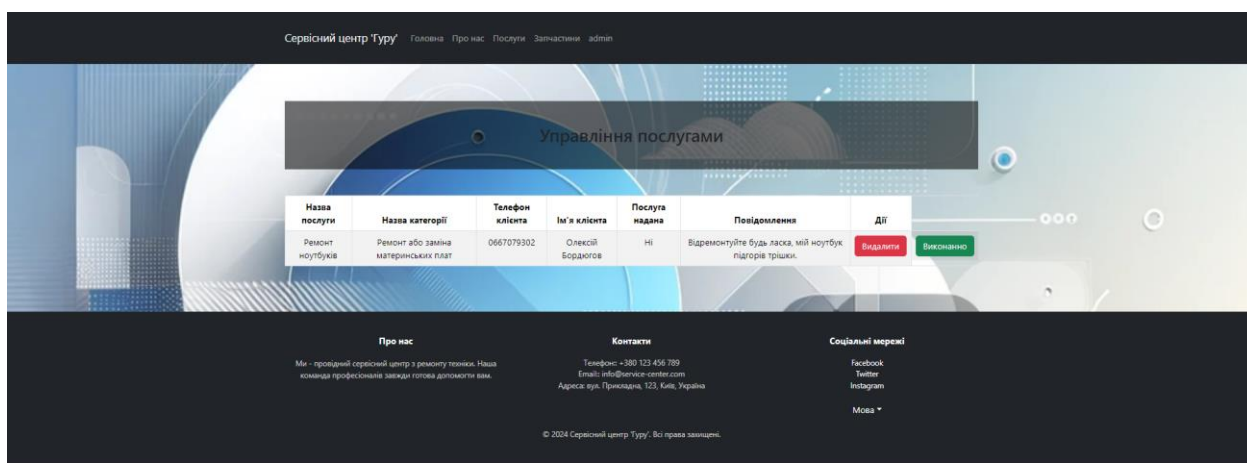 Сервісний центр 'Гуру' Головна Про нас Послуги Запчастини admin
Управління послугами
Назва послуги Назва категорії Телефон клієнта Ім'я клієнта Послуга надана Повідомлення Дії
Ремонт ноутбуків Ремонт або заміна материнських плат 0667079302 Олексій Бордюгов Ні Відремонтуйте будь ласка, мій ноутбук підгорів трішки. Видалити Виконанно
Про нас
Ми - провідний сервісний центр з ремонту техніки. Наша
команда професіоналів завжди готова допомогти вам.
Контакти
Телефон: +380 123 456 789
Email: info@service-center.com
Адреса: вул. Прикладна, 123, Київ, Україна
Соціальні мережі
Facebook
Twitter
Instagram
Мова
© 2024 Сервісний центр 'Гуру'. Всі права захищені.